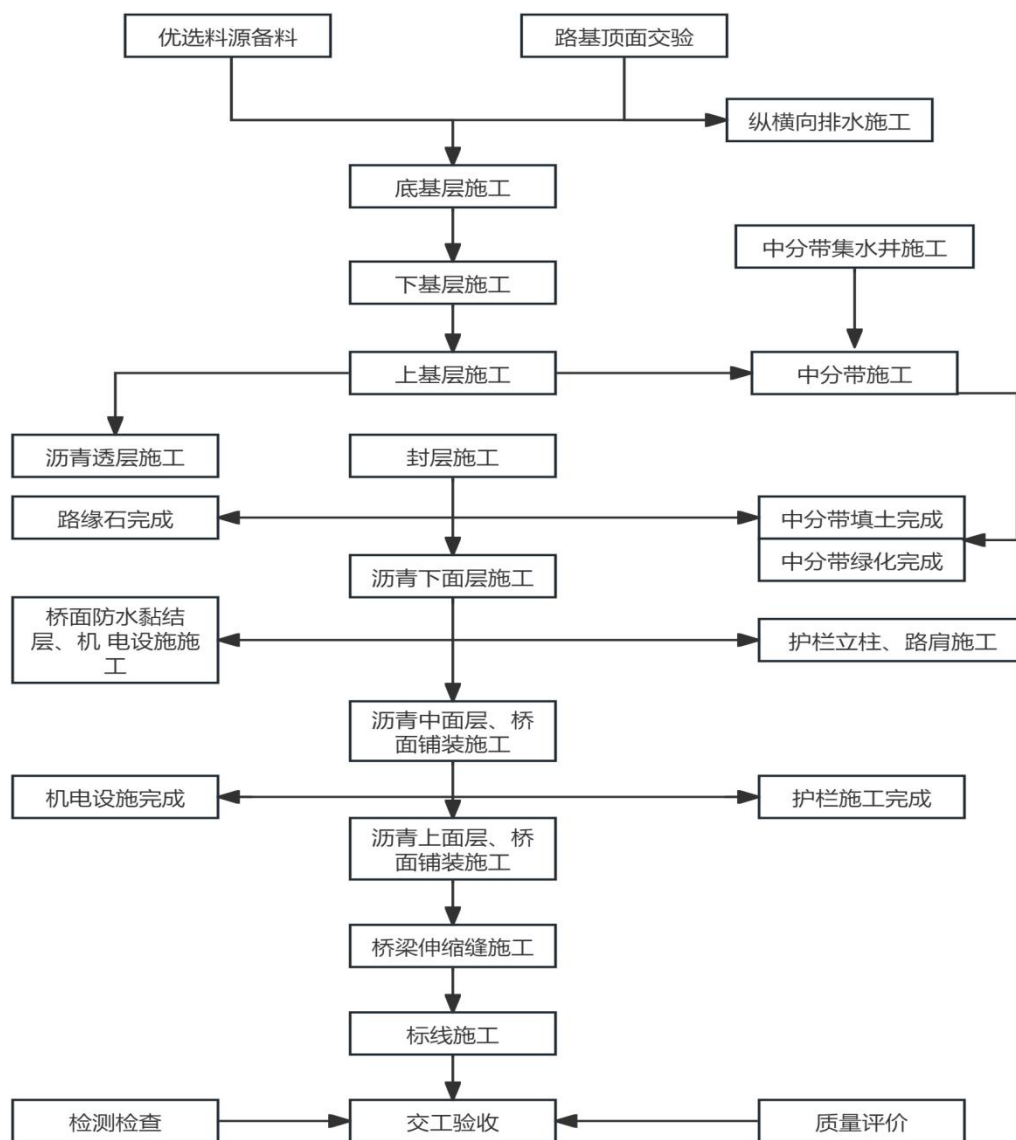 优选料源备料
路基顶面交验
纵横向排水施工
底基层施工
中分带集水井施工
下基层施工
上基层施工
中分带施工
沥青透层施工
封层施工
路缘石完成
中分带填土完成
中分带绿化完成
沥青下面层施工
桥面防水黏结
层、机 电设施施
工
护栏立柱、路肩施工
沥青中面层、桥
面铺装施工
机电设施完成
护栏施工完成
沥青上面层、桥
面铺装施工
桥梁伸缩缝施工
标线施工
检测检查
交工验收
质量评价